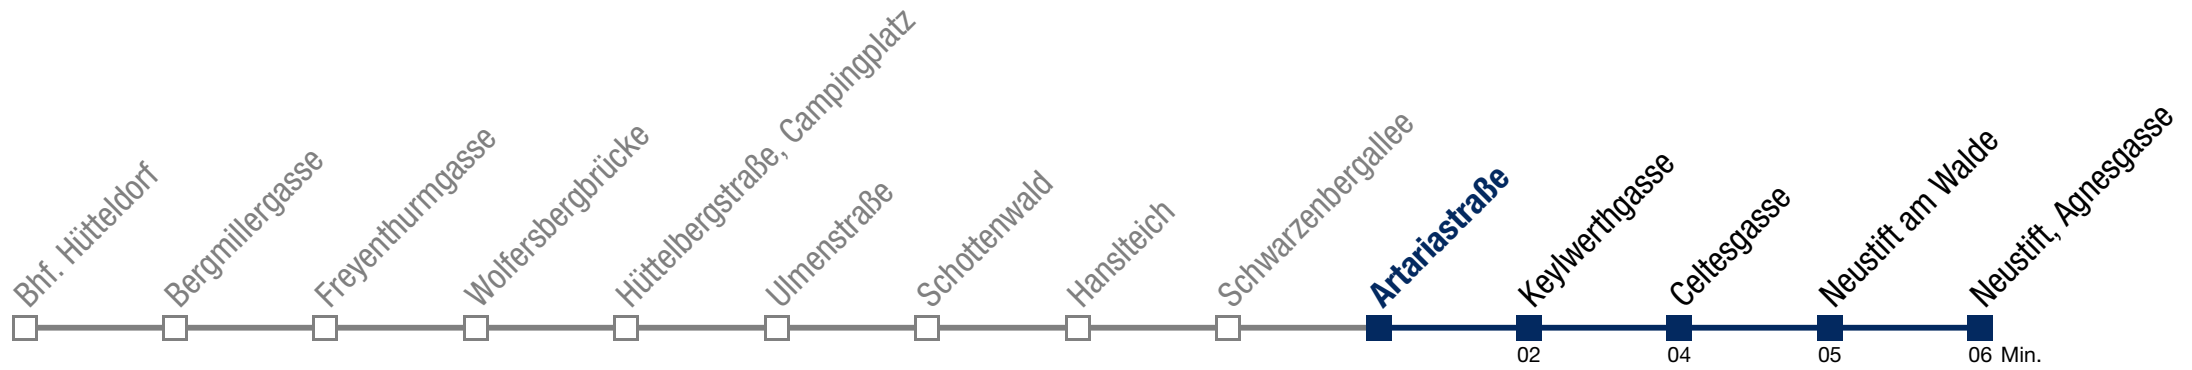 Bhf. Hütteldorf
Bergmillergasse
Freyenthurmgasse
Wolfersbergbrücke
Hüttelbergstraße, Campingplatz
Ulmenstraße
Schottenwald
Hanslteich
Schwarzenbergallee
Artariastraße
Keylwerthgasse
Celtesgasse
Neustift am Walde
Neustift, Agnesgasse
02 04 05 06 Min.